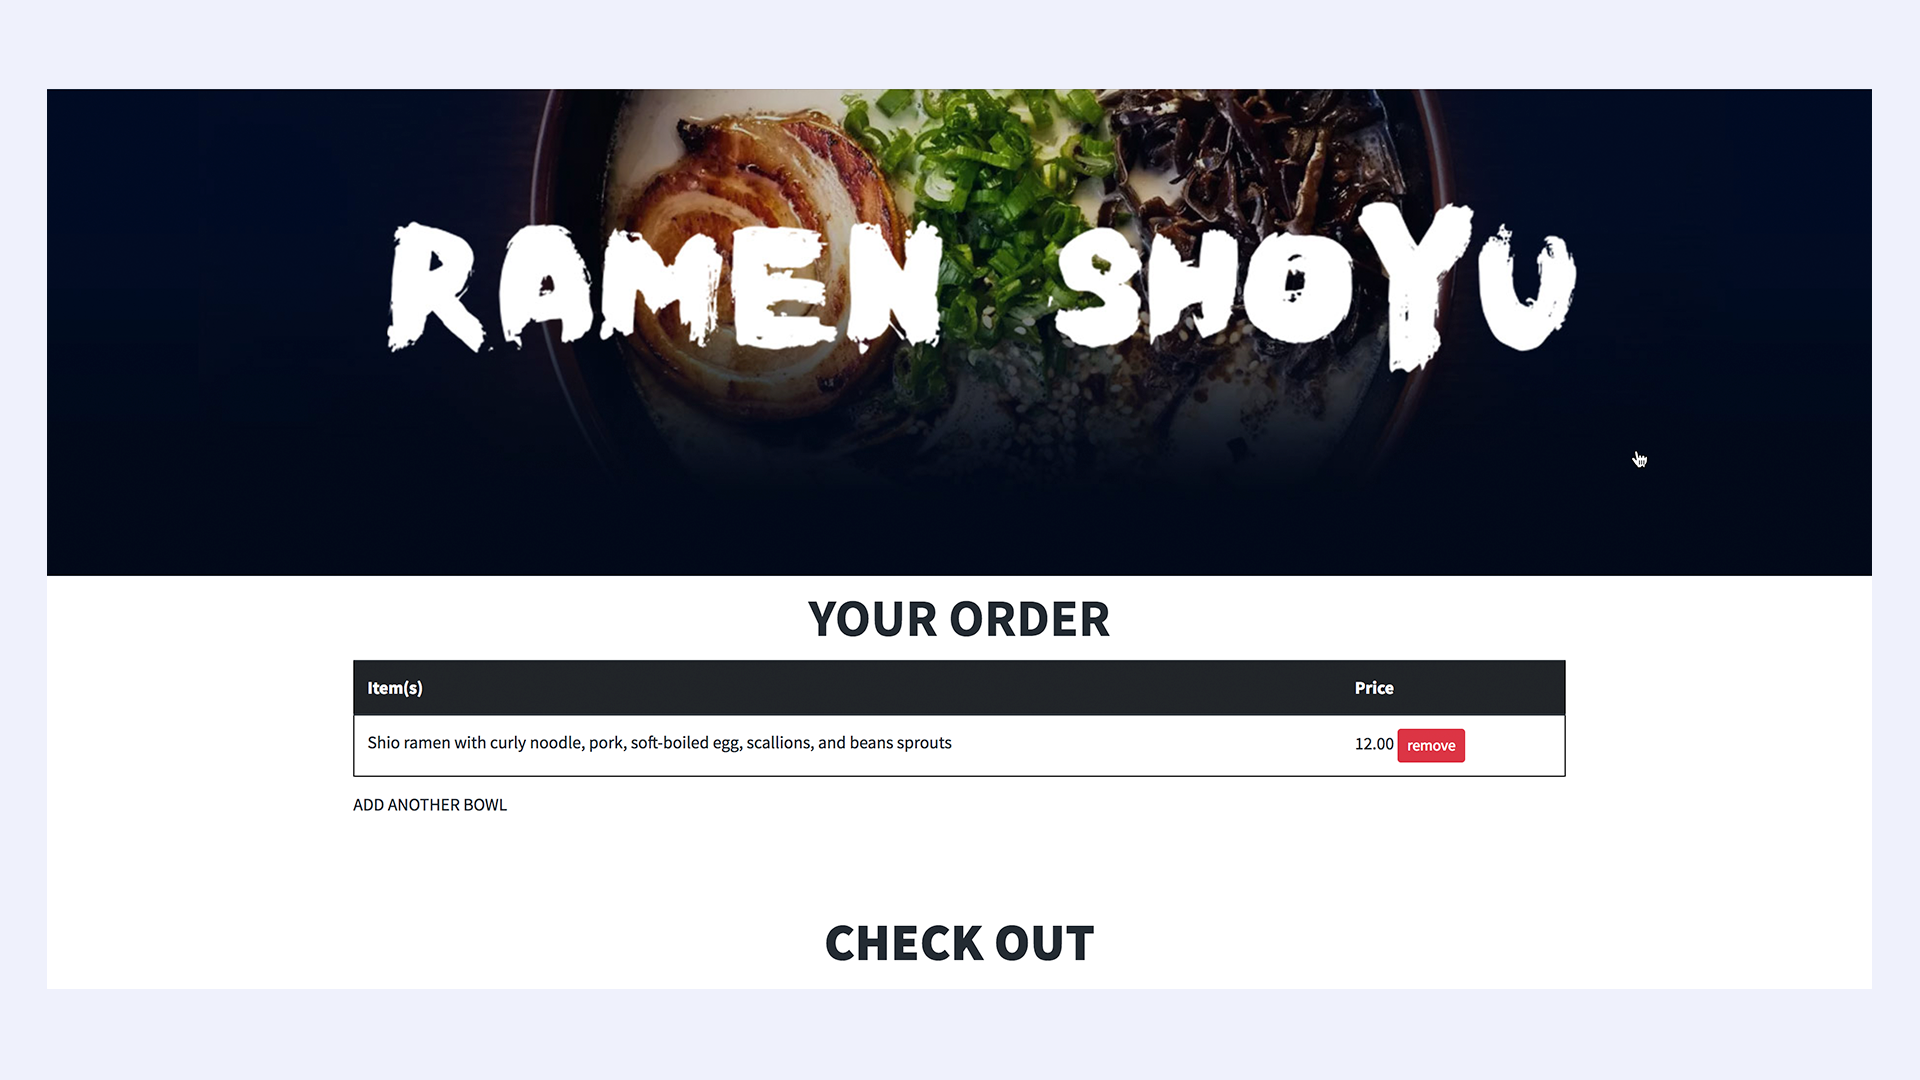 RAMEN SHOYU
YOUR ORDER
Item(s) Price
Shio ramen with curly noodle, pork, soft-boiled egg, scallions, and beans sprouts 12.00 remove
ADD ANOTHER BOWL
CHECK OUT